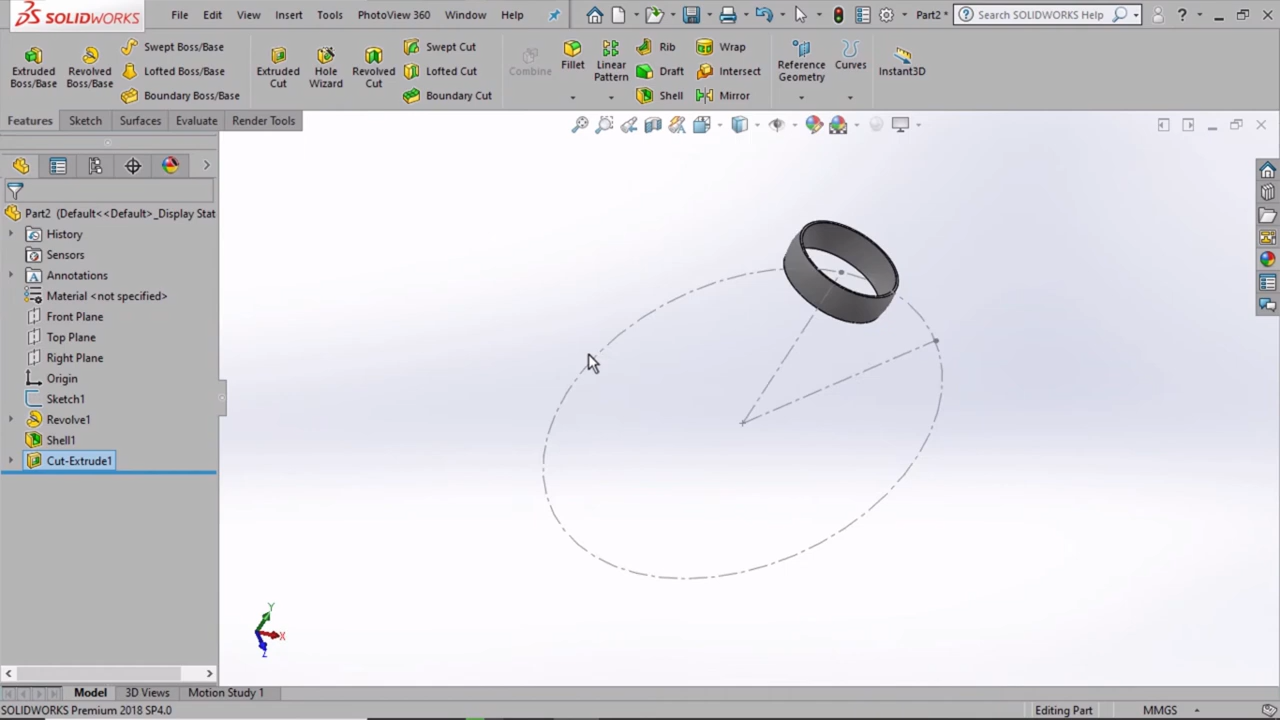 SOLIDWORKS File Edit View Insert Tools PhotoView 360 Window Help Part2 * Search SOLIDWORKS Help ?
Extruded Boss/Base
Revolved Boss/Base
Swept Boss/Base
Lofted Boss/Base
Boundary Boss/Base
Extruded Cut
Hole Wizard
Revolved Cut
Swept Cut
Lofted Cut
Boundary Cut
Combine
Fillet
Linear Pattern
Rib
Draft
Shell
Wrap
Intersect
Mirror
Reference Geometry
Curves
Instant3D
Features Sketch Surfaces Evaluate Render Tools
Part2 (Default<<Default>_Display Stat
History
Sensors
Annotations
Material <not specified>
Front Plane
Top Plane
Right Plane
Origin
Sketch1
Revolve1
Shell1
Cut-Extrude1
Y
X
Z
Model 3D Views Motion Study 1
SOLIDWORKS Premium 2018 SP4.0 Editing Part MMGS